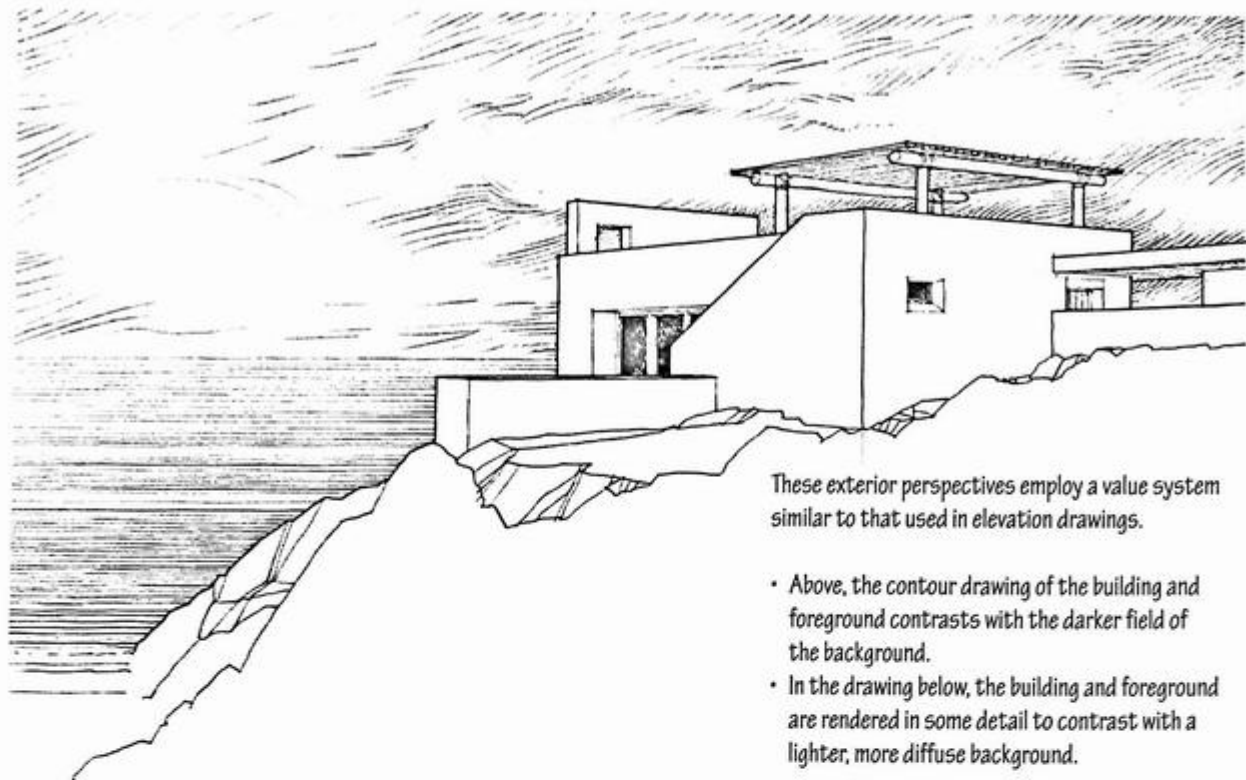 These exterior perspectives employ a value system
similar to that used in elevation drawings.
• Above, the contour drawing of the building and
foreground contrasts with the darker field of
the background.
• In the drawing below, the building and foreground
are rendered in some detail to contrast with a
lighter, more diffuse background.